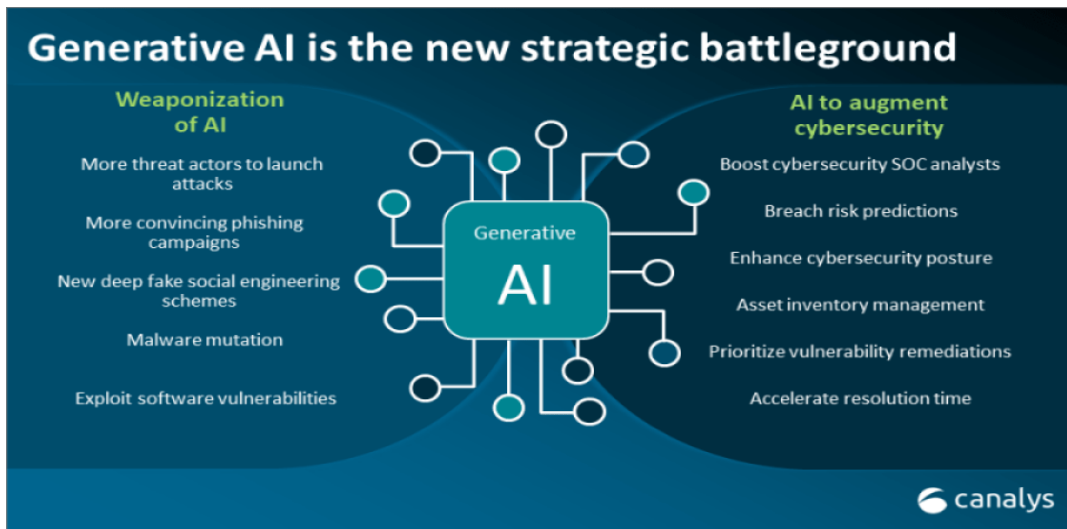 Generative AI is the new strategic battleground
Weaponization
of AI
More threat actors to launch
attacks
More convincing phishing
campaigns
New deep fake social engineering
schemes
Malware mutation
Exploit software vulnerabilities
Generative
AI
AI to augment
cybersecurity
Boost cybersecurity SOC analysts
Breach risk predictions
Enhance cybersecurity posture
Asset inventory management
Prioritize vulnerability remediations
Accelerate resolution time
canalys